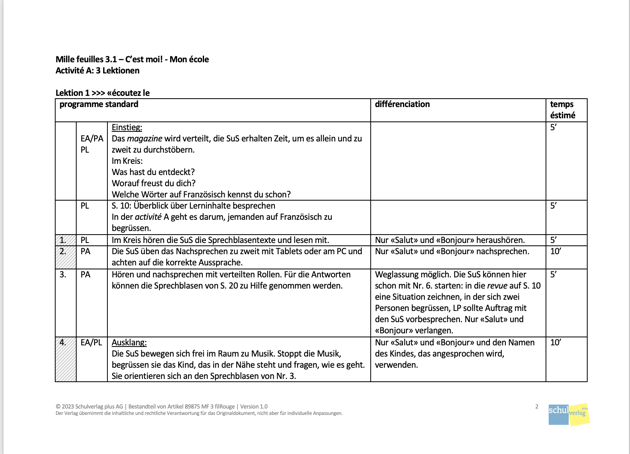 Mille feuilles 3.1 – C'est moi! - Mon école
Activité A: 3 Lektionen
Lektion 1 >>> «écoutez le
programme standard
différenciation
temps
éstimé
EA/PA
PL
Einstieg:
Das magazine wird verteilt, die SuS erhalten Zeit, um es allein und zu
zweit zu durchstöbern.
Im Kreis:
Was hast du entdeckt?
Worauf freust du dich?
Welche Wörter auf Französisch kennst du schon?
5'
PL
S. 10: Überblick über Lerninhalte besprechen
In der activité A geht es darum, jemanden auf Französisch zu
begrüssen.
5'
1.
PL
Im Kreis hören die SuS die Sprechblasentexte und lesen mit.
Nur «Salut» und «Bonjour» heraushören.
5'
2.
PA
Die SuS üben das Nachsprechen zu zweit mit Tablets oder am PC und
achten auf die korrekte Aussprache.
Nur «Salut» und «Bonjour» nachsprechen.
10'
3.
PA
Hören und nachsprechen mit verteilten Rollen. Für die Antworten
können die Sprechblasen von S. 20 zu Hilfe genommen werden.
Weglassung möglich. Die SuS können hier
schon mit Nr. 6. starten: in die revue auf S. 10
eine Situation zeichnen, in der sich zwei
Personen begrüssen, LP sollte Auftrag mit
den SuS vorbesprechen. Nur «Salut» und
«Bonjour» verlangen.
5'
4.
EA/PL
Ausklang:
Die SuS bewegen sich frei im Raum zu Musik. Stoppt die Musik,
begrüssen sie das Kind, das in der Nähe steht und fragen, wie es geht.
Sie orientieren sich an den Sprechblasen von Nr. 3.
Nur «Salut» und «Bonjour» und den Namen
des Kindes, das angesprochen wird,
verwenden.
10'
© 2023 Schulverlag plus AG | Bestandteil von Artikel 89875 MF 3 filRouge | Version 1.0
Der Verlag übernimmt die inhaltliche und rechtliche Verantwortung für das Originaldokument, nicht aber für individuelle Anpassungen.
2
schulverlag
plus